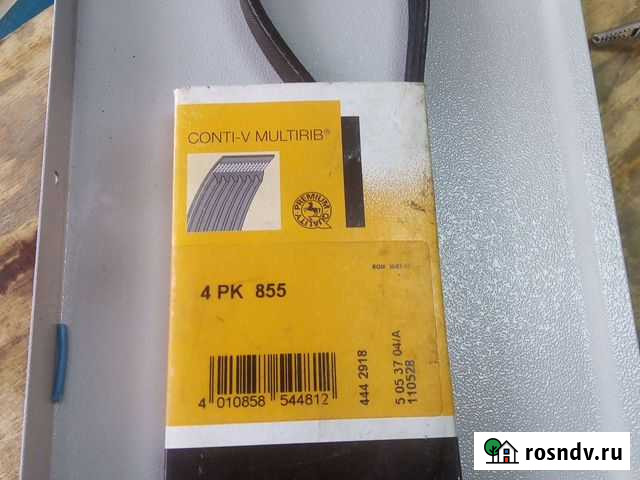 CONTI-V MULTIRIB®
PREMIUM QUALITY
4 PK 855
4 010858 544812
444 2918
5 05 37 04/A
110528
rosndv.ru